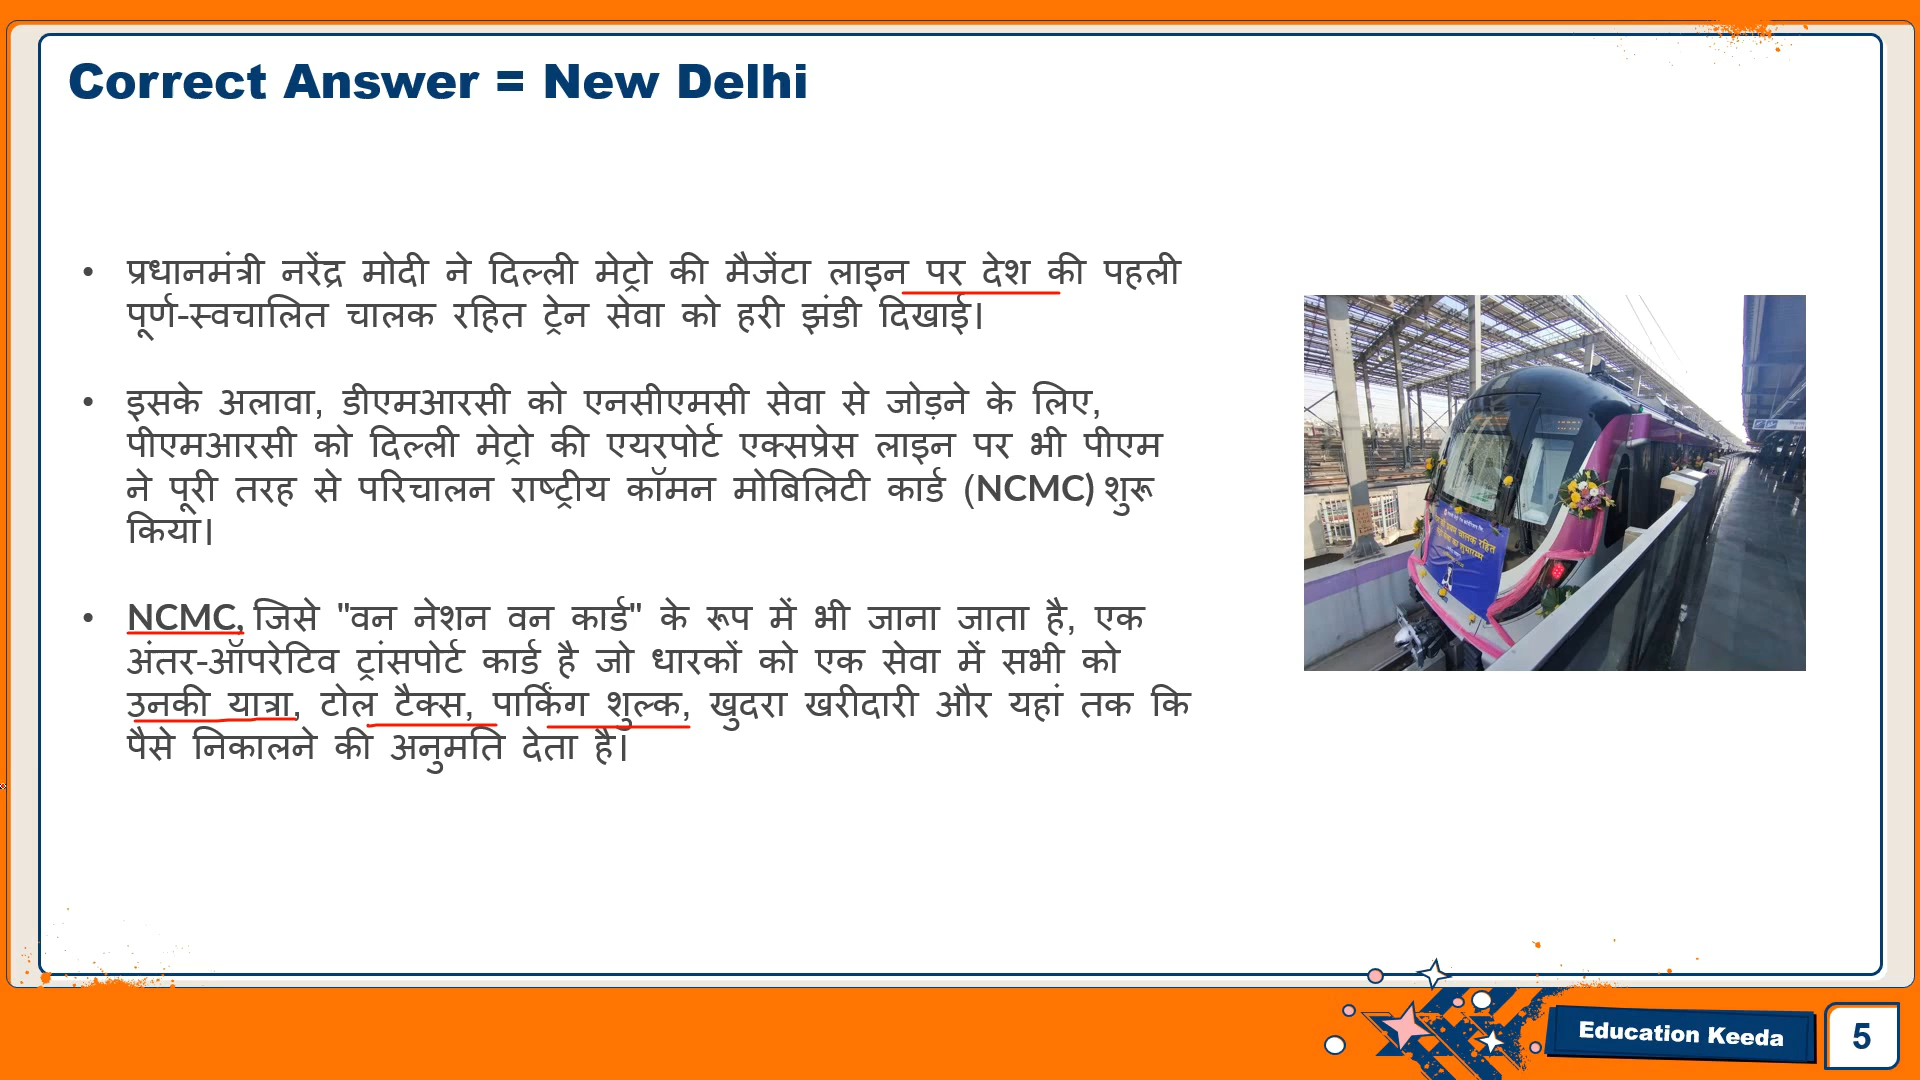 Correct Answer = New Delhi
• प्रधानमंत्री नरेंद्र मोदी ने दिल्ली मेट्रो की मैजेंटा लाइन पर देश की पहली
पूर्ण-स्वचालित चालक रहित ट्रेन सेवा को हरी झंडी दिखाई।
• इसके अलावा, डीएमआरसी को एनसीएमसी सेवा से जोड़ने के लिए,
पीएमआरसी को दिल्ली मेट्रो की एयरपोर्ट एक्सप्रेस लाइन पर भी पीएम
ने पूरी तरह से परिचालन राष्ट्रीय कॉमन मोबिलिटी कार्ड (NCMC) शुरू
किया।
• NCMC, जिसे "वन नेशन वन कार्ड" के रूप में भी जाना जाता है, एक
अंतर-ऑपरेटिव ट्रांसपोर्ट कार्ड है जो धारकों को एक सेवा में सभी को
उनकी यात्रा, टोल टैक्स, पार्किंग शुल्क, खुदरा खरीदारी और यहां तक कि
पैसे निकालने की अनुमति देता है।
Education Keeda
5